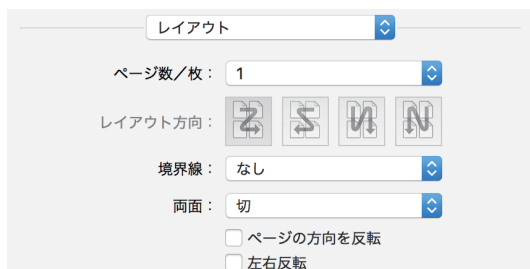 レイアウト
ページ数/枚： 1
レイアウト方向：
境界線： なし
両面： 切
ページの方向を反転
左右反転